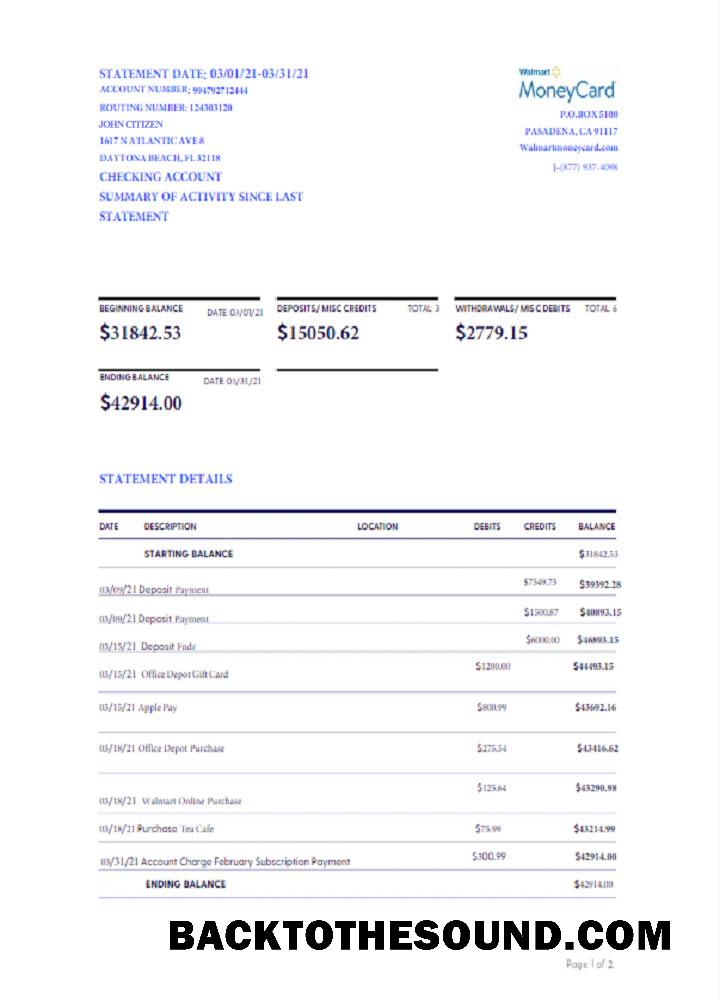 STATEMENT DATE: 03/01/21-03/31/21
ACCOUNT NUMBER: 994792712444
ROUTING NUMBER: 124303120
JOHN CITIZEN
1617 N ATLANTIC AVE 8
DAYTONA BEACH, FL 32118
CHECKING ACCOUNT
SUMMARY OF ACTIVITY SINCE LAST
STATEMENT
Walmart
MoneyCard
P.O.BOX 5100
PASADENA, CA 91117
Walmartmoneycard.com
1-(877) 937-4098
BEGINNING BALANCE DATE 03/01/21
$31842.53
DEPOSITS/ MISC CREDITS TOTAL 3
$15050.62
WITHDRAWALS/ MISC DEBITS TOTAL 6
$2779.15
ENDING BALANCE DATE 03/31/21
$42914.00
STATEMENT DETAILS
DATE DESCRIPTION LOCATION DEBITS CREDITS BALANCE
STARTING BALANCE $31842.53
03/09/21 Deposit Payment $7549.75 $39392.28
03/09/21 Deposit Payment $1500.87 $40893.15
03/15/21 Deposit $6000.00 $46893.15
03/15/21 Office Depot Gift Card $1200.00 $44493.15
03/15/21 Apple Pay $800.99 $43692.16
03/18/21 Office Depot Purchase $275.54 $43416.62
03/18/21 Walmart Online Purchase $125.64 $43290.98
03/18/21 Purchase Tea Cafe $75.99 $43214.99
03/31/21 Account Charge February Subscription Payment $300.99 $42914.00
ENDING BALANCE $42914.00
BACKTOTHESOUND.COM
Page 1 of 2